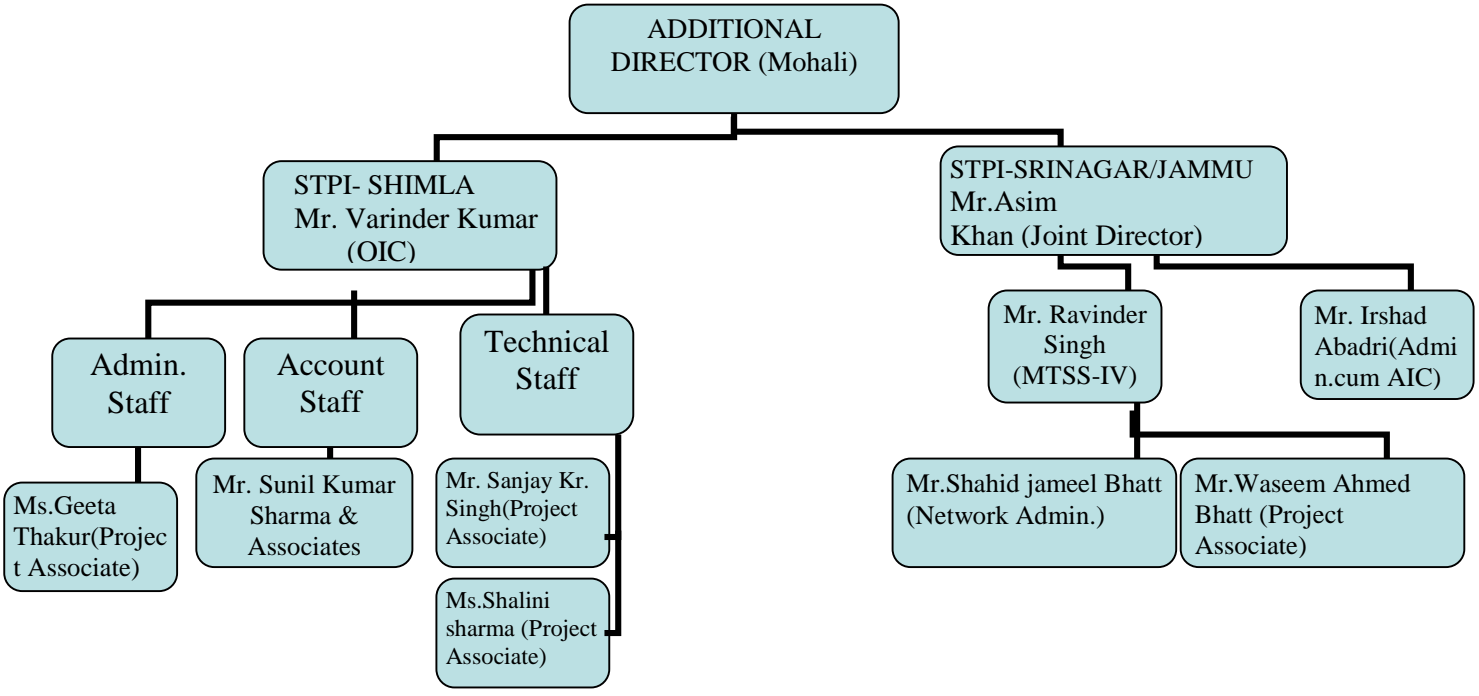 ADDITIONAL
DIRECTOR (Mohali)
STPI- SHIMLA
Mr. Varinder Kumar
(OIC)
STPI-SRINAGAR/JAMMU
Mr.Asim
Khan (Joint Director)
Admin.
Staff
Account
Staff
Technical
Staff
Mr. Ravinder
Singh
(MTSS-IV)
Mr. Irshad
Abadri(Admi
n.cum AIC)
Ms.Geeta
Thakur(Projec
t Associate)
Mr. Sunil Kumar
Sharma &
Associates
Mr. Sanjay Kr.
Singh(Project
Associate)
Ms.Shalini
sharma (Project
Associate)
Mr.Shahid jameel Bhatt
(Network Admin.)
Mr.Waseem Ahmed
Bhatt (Project
Associate)